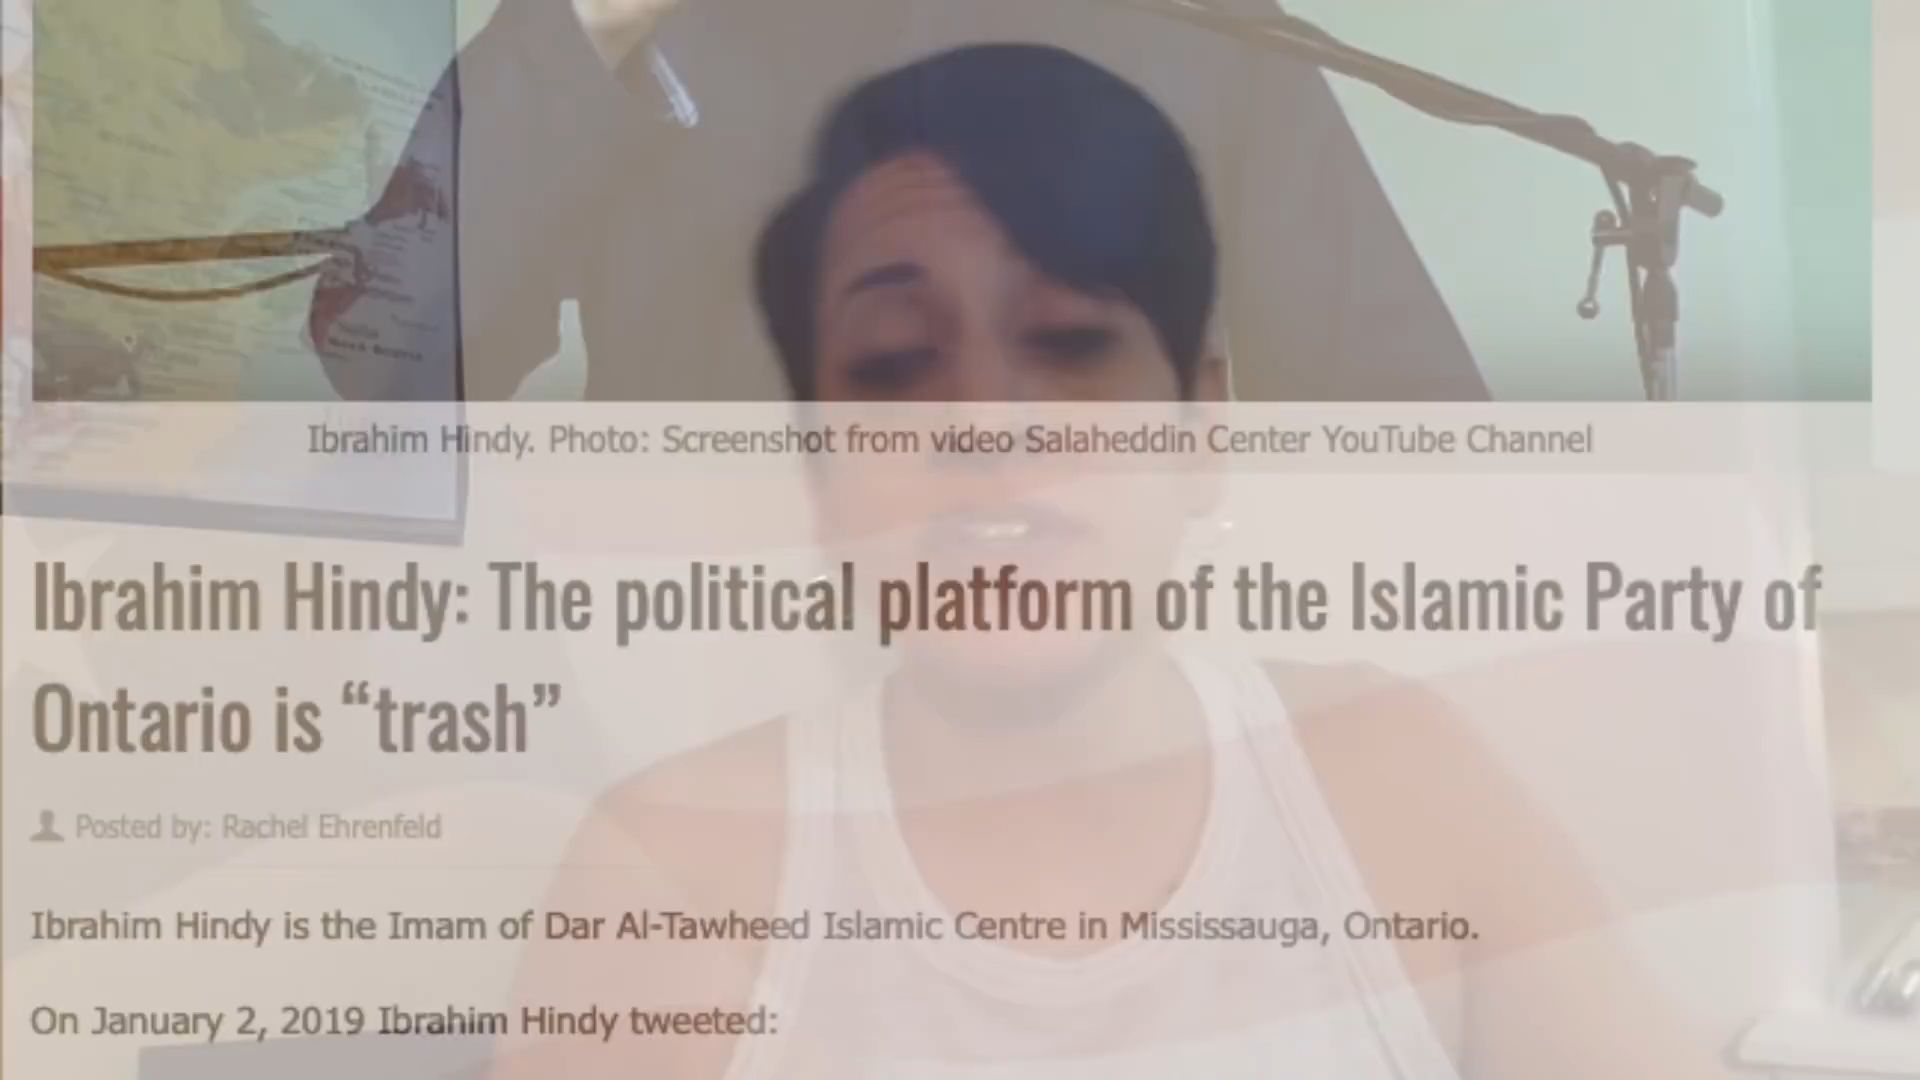 Ibrahim Hindy. Photo: Screenshot from video Salaheddin Center YouTube Channel
Ibrahim Hindy: The political platform of the Islamic Party of
Ontario is “trash”
Posted by: Rachel Ehrenfeld
Ibrahim Hindy is the Imam of Dar Al-Tawheed Islamic Centre in Mississauga, Ontario.
On January 2, 2019 Ibrahim Hindy tweeted: